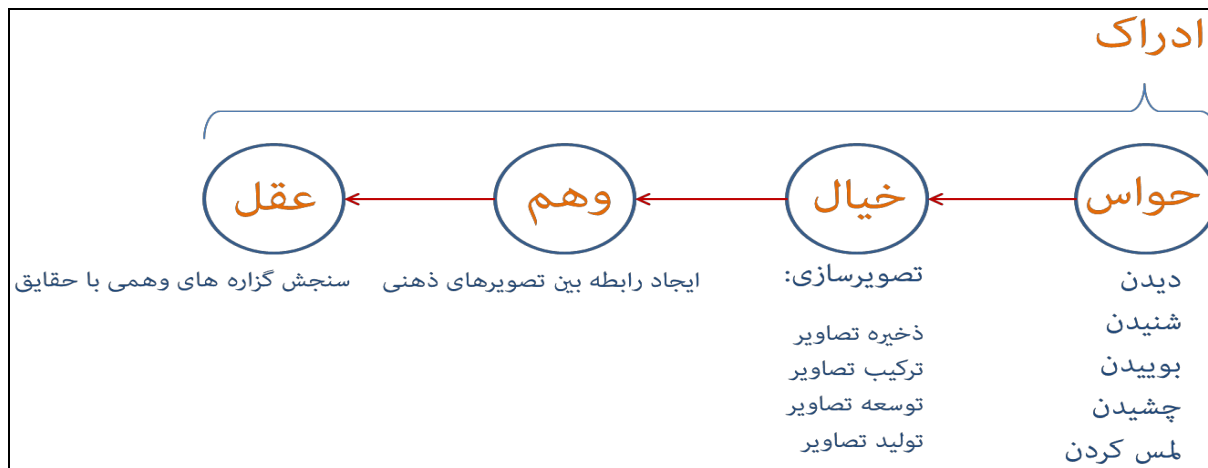 ادراک
حواس
خیال
وهم
عقل
دیدن
شنیدن
بوییدن
چشیدن
لمس کردن
تصویرسازی:
ذخیره تصاویر
ترکیب تصاویر
توسعه تصاویر
تولید تصاویر
ایجاد رابطه بین تصویرهای ذهنی
سنجش گزاره های وهمی با حقایق